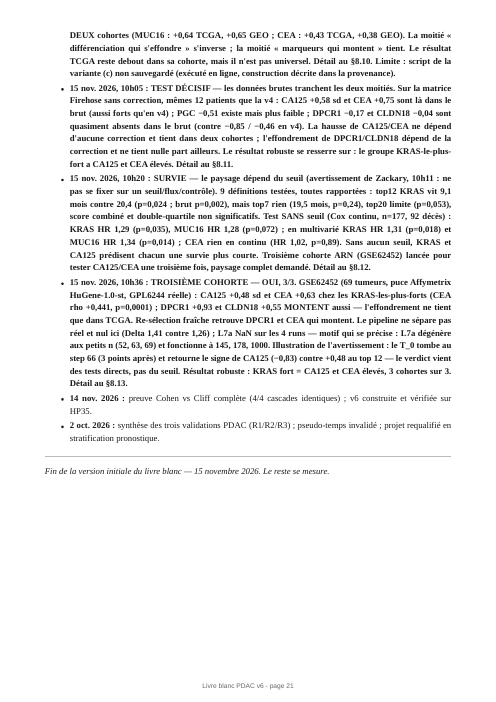 DEUX cohortes (MUC16 : +0,64 TCGA, +0,65 GEO ; CEA : +0,43 TCGA, +0,38 GEO). La moitié «
différenciation qui s'effondre » s'inverse ; la moitié « marqueurs qui montent » tient. Le résultat
TCGA reste debout dans sa cohorte, mais il n'est pas universel. Détail au §8.10. Limite : script de la
variante (c) non sauvegardé (exécuté en ligne, construction décrite dans la provenance).
• 15 nov. 2026, 10h05 : TEST DÉCISIF — les données brutes tranchent les deux moitiés. Sur la matrice
Firehose sans correction, mêmes 12 patients que la v4 : CA125 +0,58 sd et CEA +0,75 sont là dans le
brut (aussi forts qu'en v4) ; PGC −0,51 existe mais plus faible ; DPCR1 −0,17 et CLDN18 −0,04 sont
quasiment absents dans le brut (contre −0,85 / −0,46 en v4). La hausse de CA125/CEA ne dépend
d'aucune correction et tient dans deux cohortes ; l'effondrement de DPCR1/CLDN18 dépend de la
correction et ne tient nulle part ailleurs. Le résultat robuste se resserre sur : le groupe KRAS-le-plus-
fort a CA125 et CEA élevés. Détail au §8.11.
• 15 nov. 2026, 10h20 : SURVIE — le paysage dépend du seuil (avertissement de Zackary, 10h11 : ne
pas se fixer sur un seuil/flux/contrôle). 9 définitions testées, toutes rapportées : top12 KRAS vit 9,1
mois contre 20,4 (p=0,024 ; brut p=0,002), mais top7 rien (19,5 mois, p=0,24), top20 limite (p=0,053),
score combiné et double-quartile non significatifs. Test SANS seuil (Cox continu, n=177, 92 décès) :
KRAS HR 1,29 (p=0,035), MUC16 HR 1,28 (p=0,072) ; en multivarié KRAS HR 1,31 (p=0,018) et
MUC16 HR 1,34 (p=0,014) ; CEA rien en continu (HR 1,02, p=0,89). Sans aucun seuil, KRAS et
CA125 prédisent chacun une survie plus courte. Troisième cohorte ARN (GSE62452) lancée pour
tester CA125/CEA une troisième fois, paysage complet demandé. Détail au §8.12.
• 15 nov. 2026, 10h36 : TROISIÈME COHORTE — OUI, 3/3. GSE62452 (69 tumeurs, puce Affymetrix
HuGene-1.0-st, GPL6244 réelle) : CA125 +0,48 sd et CEA +0,63 chez les KRAS-les-plus-forts (CEA
rho +0,441, p=0,0001) ; DPCR1 +0,93 et CLDN18 +0,55 MONTENT aussi — l'effondrement ne tient
que dans TCGA. Re-sélection fraîche retrouve DPCR1 et CEA qui montent. Le pipeline ne sépare pas
réel et nul ici (Delta 1,41 contre 1,26) ; L7a NaN sur les 4 runs — motif qui se précise : L7a dégénère
aux petits n (52, 63, 69) et fonctionne à 145, 178, 1000. Illustration de l'avertissement : le T_0 tombe au
step 66 (3 points après) et retourne le signe de CA125 (−0,83) contre +0,48 au top 12 — le verdict vient
des tests directs, pas du seuil. Résultat robuste : KRAS fort = CA125 et CEA élevés, 3 cohortes sur 3.
Détail au §8.13.
• 14 nov. 2026 : preuve Cohen vs Cliff complète (4/4 cascades identiques) ; v6 construite et vérifiée sur
HP35.
• 2 oct. 2026 : synthèse des trois validations PDAC (R1/R2/R3) ; pseudo-temps invalidé ; projet requalifié en
stratification pronostique.
Fin de la version initiale du livre blanc — 15 novembre 2026. Le reste se mesure.
Livre blanc PDAC v6 - page 21